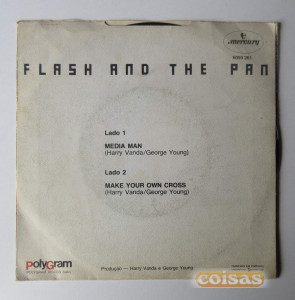 mercury
FLASH AND THE PAN
Lado 1
MEDIA MAN
(Harry Vanda/George Young)
Lado 2
MAKE YOUR OWN CROSS
(Harry Vanda/George Young)
polyGram
Produção — Harry Vanda e George Young
coisas